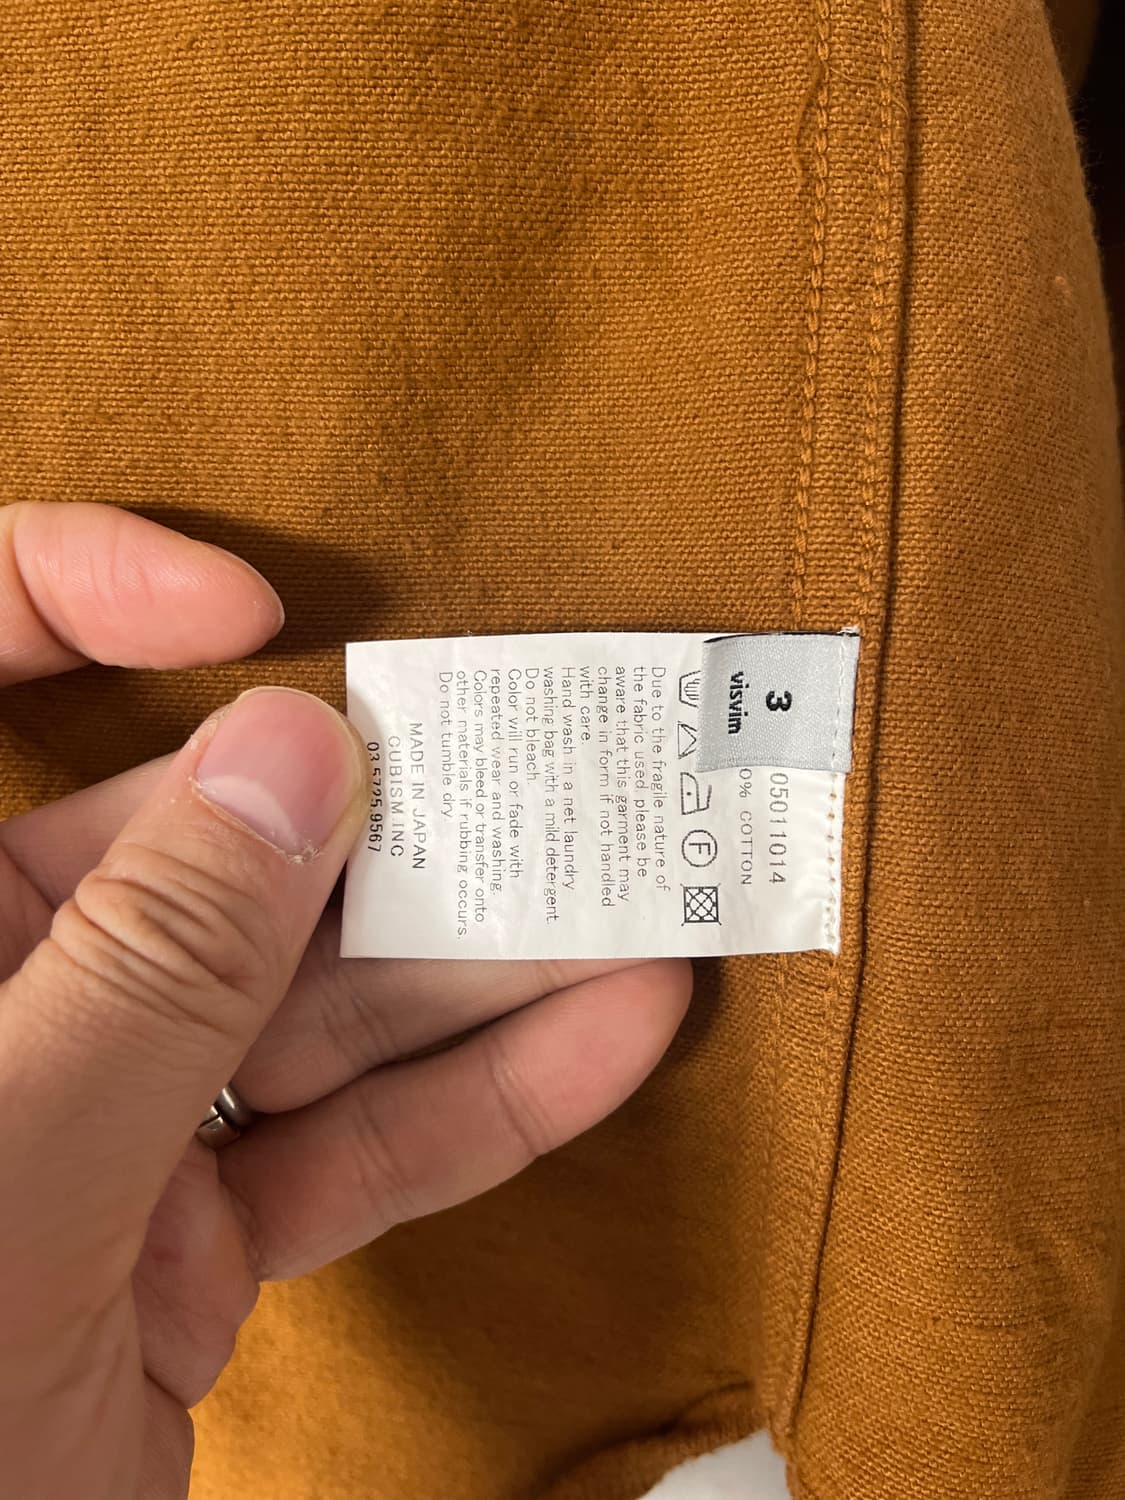 3
visvim
05011014
0% COTTON
F
Due to the fragile nature of
the fabric used, please be
aware that this garment may
change in form if not handled
with care.
Hand wash in a net laundry
washing bag with a mild detergent.
Do not bleach.
Color will run or fade with
repeated wear and washing.
Colors may bleed or transfer onto
other materials if rubbing occurs.
Do not tumble dry.
MADE IN JAPAN
CUBISM.INC
03.5725.9567